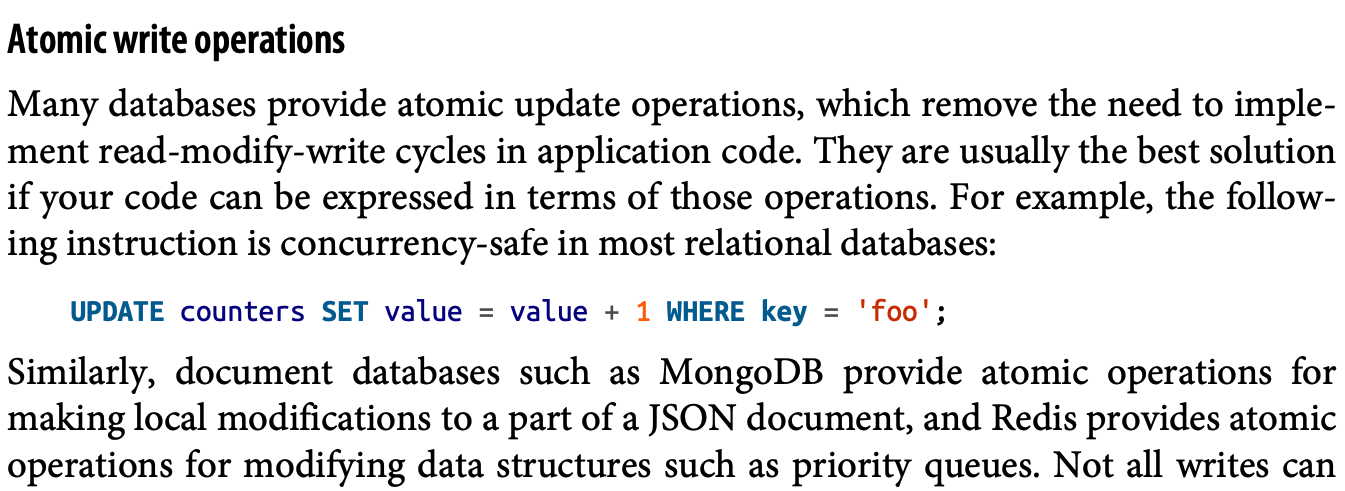 Atomic write operations
Many databases provide atomic update operations, which remove the need to imple-
ment read-modify-write cycles in application code. They are usually the best solution
if your code can be expressed in terms of those operations. For example, the follow-
ing instruction is concurrency-safe in most relational databases:
UPDATE counters SET value = value + 1 WHERE key = 'foo';
Similarly, document databases such as MongoDB provide atomic operations for
making local modifications to a part of a JSON document, and Redis provides atomic
operations for modifying data structures such as priority queues. Not all writes can